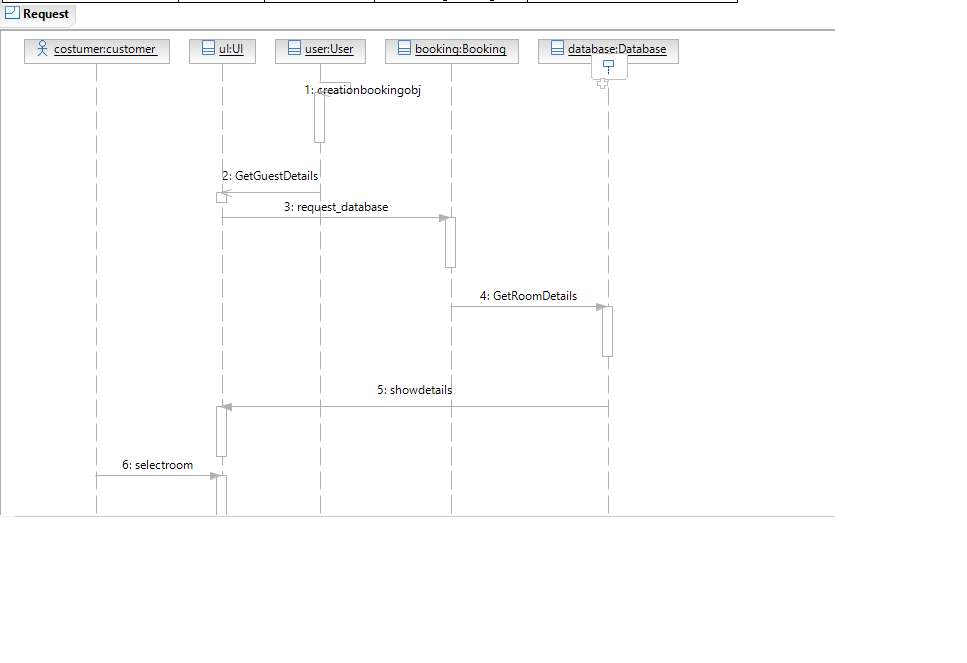 Request
costumer:customer
ul:UI
user:User
booking:Booking
database:Database
1: creationbookingobj
2: GetGuestDetails
3: request_database
4: GetRoomDetails
5: showdetails
6: selectroom